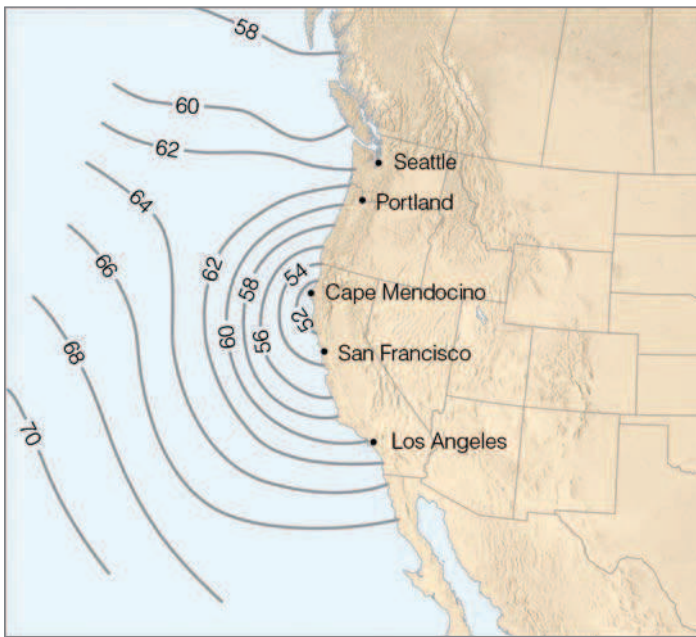 58
60
62
Seattle
64
Portland
66
62
54
58
Cape Mendocino
52
68
60
56
San Francisco
70
Los Angeles